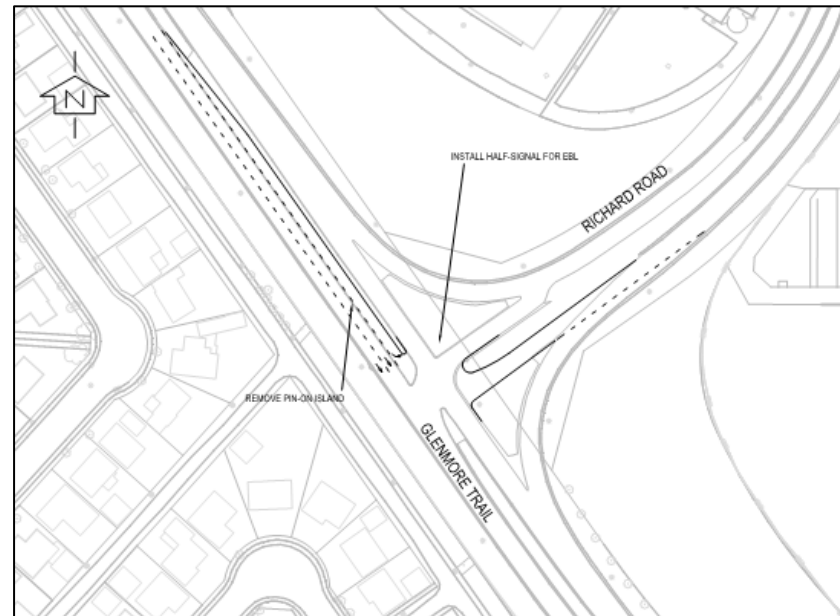 N
INSTALL HALF-SIGNAL FOR EBL
RICHARD ROAD
REMOVE PIN-ON ISLAND
GLENMORE TRAIL